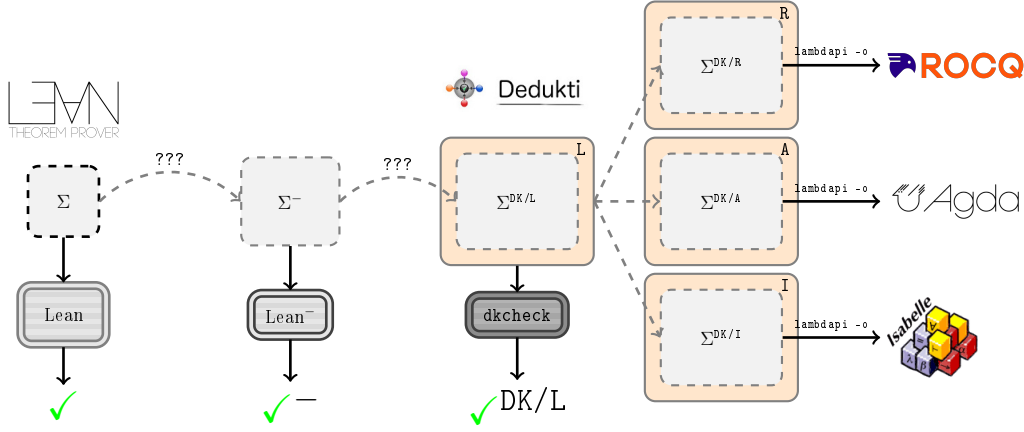 LEAN
THEOREM PROVER
Σ
???
Σ⁻
???
Dedukti
L
Σ^DK/L
R
Σ^DK/R
lambdapi -o
ROCQ
A
Σ^DK/A
lambdapi -o
Agda
I
Σ^DK/I
lambdapi -o
Isabelle
λ
β
α
=
Lean
Lean⁻
dkcheck
✓
✓ −
✓ DK/L